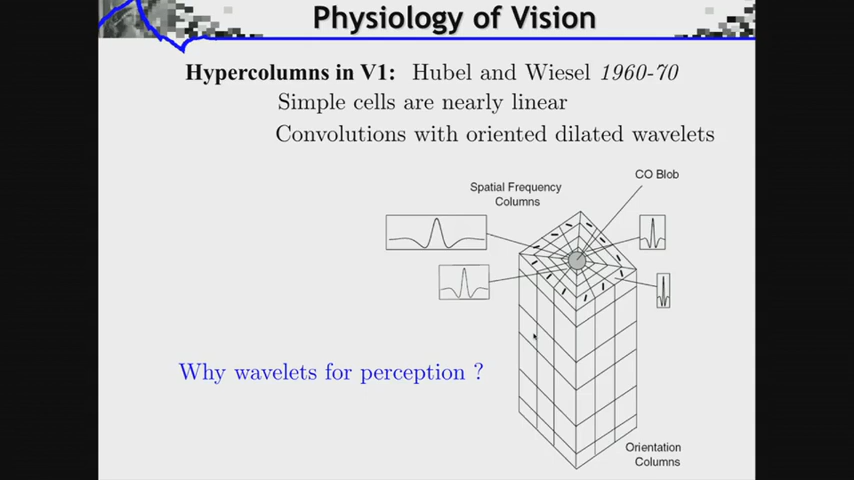 Physiology of Vision
Hypercolumns in V1: Hubel and Wiesel 1960-70
Simple cells are nearly linear
Convolutions with oriented dilated wavelets
CO Blob
Spatial Frequency
Columns
Why wavelets for perception ?
Orientation
Columns